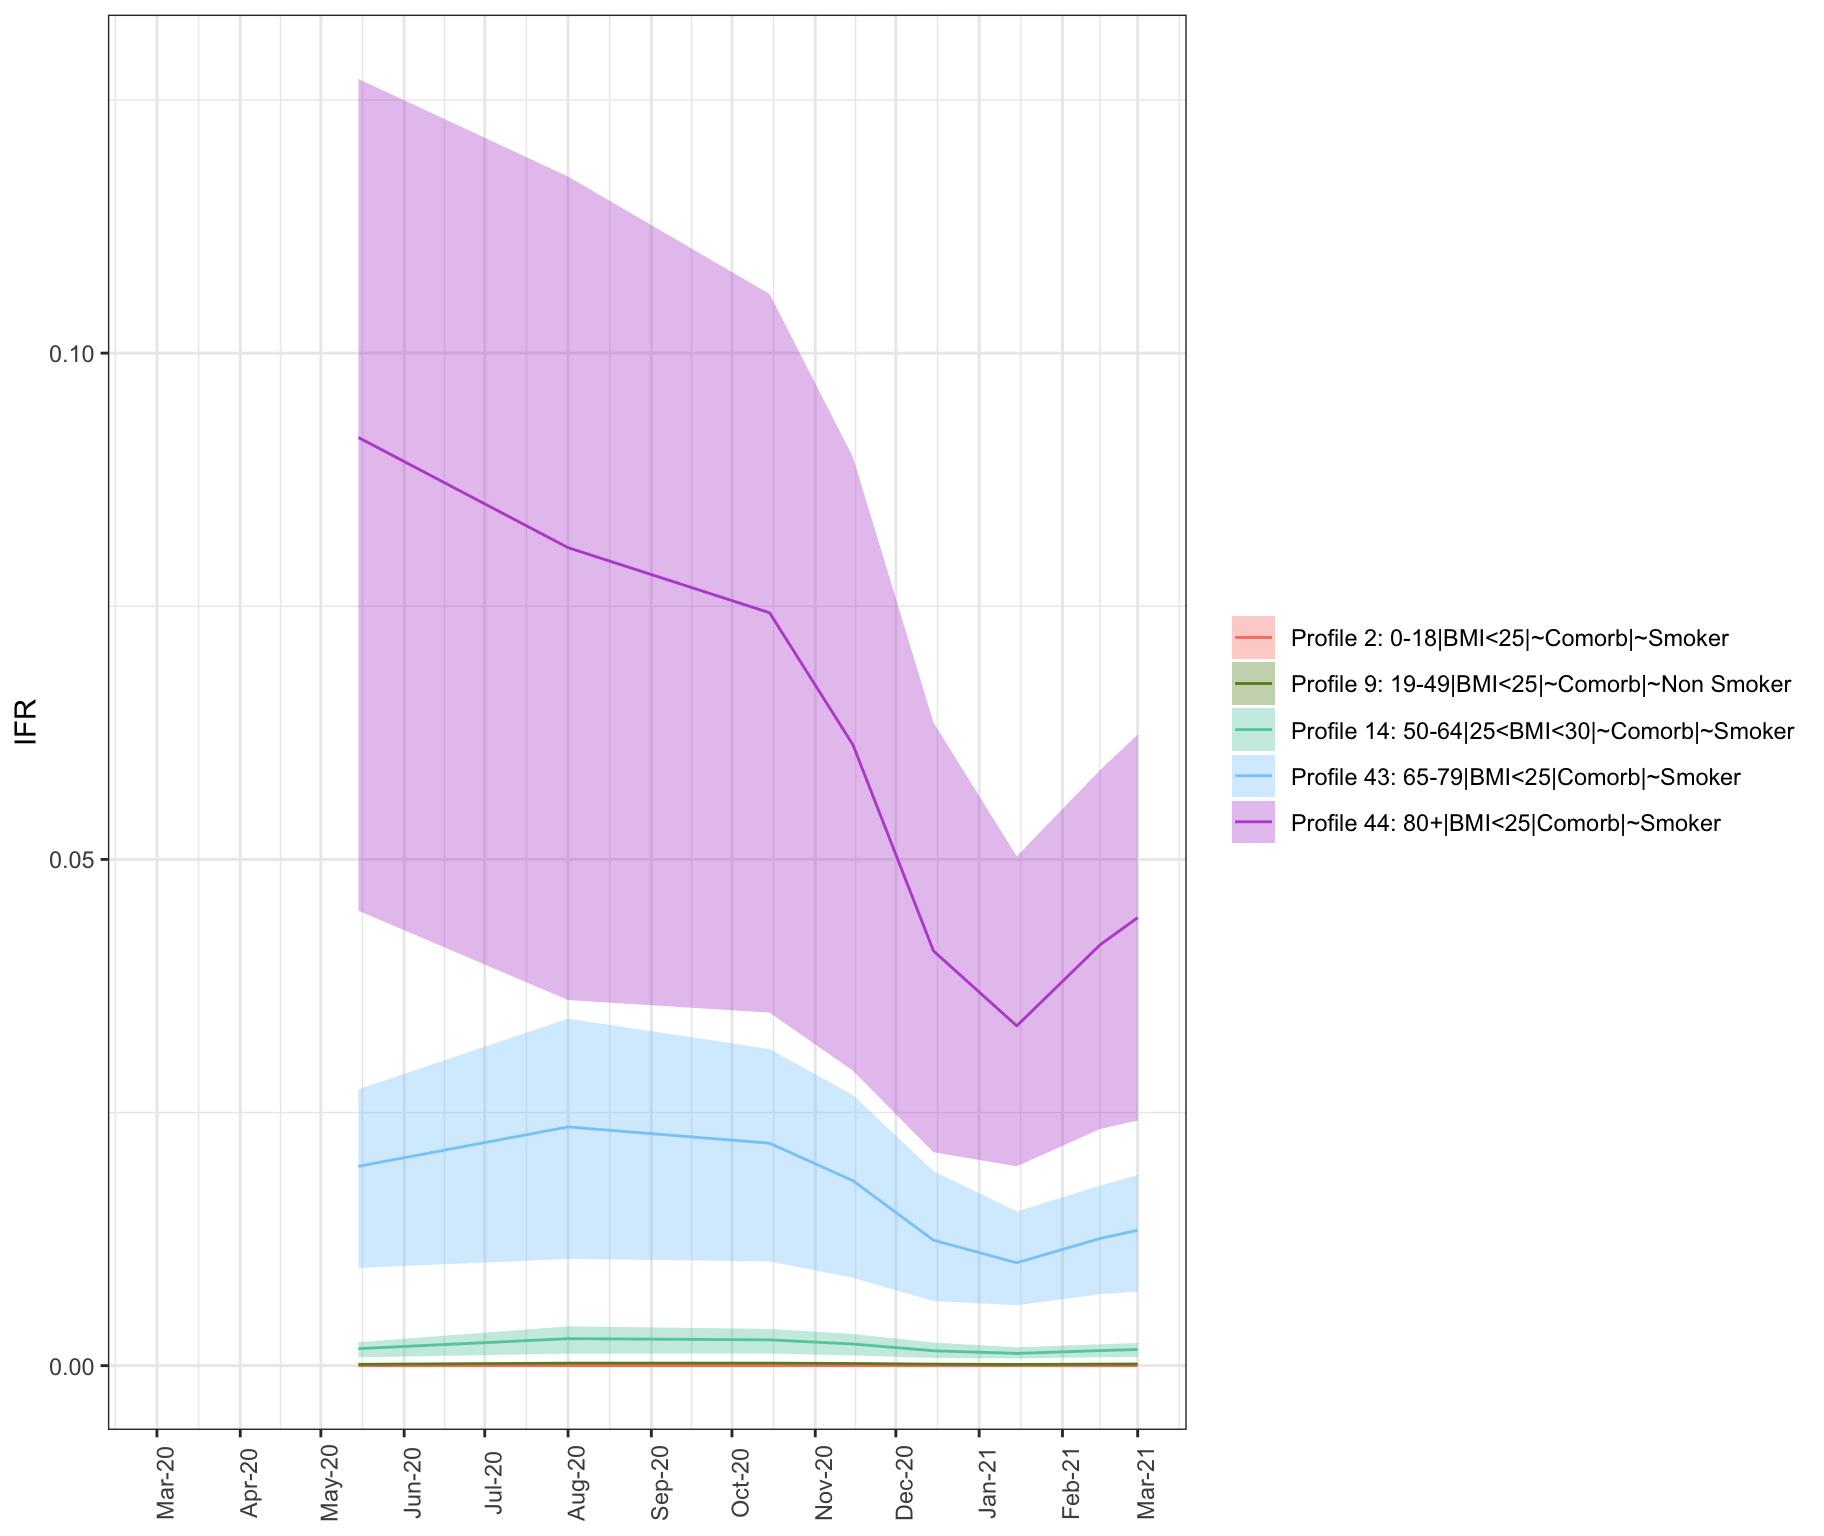 IFR
0.10
0.05
0.00
Mar-20
Apr-20
May-20
Jun-20
Jul-20
Aug-20
Sep-20
Oct-20
Nov-20
Dec-20
Jan-21
Feb-21
Mar-21
Profile 2: 0-18|BMI<25|~Comorb|~Smoker
Profile 9: 19-49|BMI<25|~Comorb|~Non Smoker
Profile 14: 50-64|25<BMI<30|~Comorb|~Smoker
Profile 43: 65-79|BMI<25|Comorb|~Smoker
Profile 44: 80+|BMI<25|Comorb|~Smoker